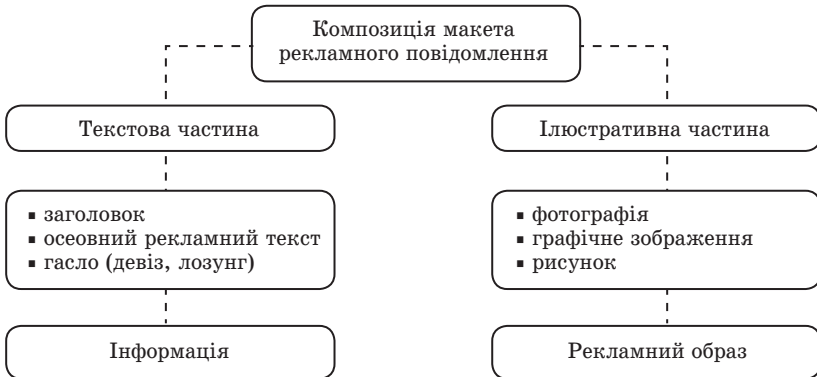 Композиція макета
рекламного повідомлення
Текстова частина
Ілюстративна частина
▪ заголовок
▪ осеовний рекламний текст
▪ гасло (девіз, лозунг)
▪ фотографія
▪ графічне зображення
▪ рисунок
Інформація
Рекламний образ